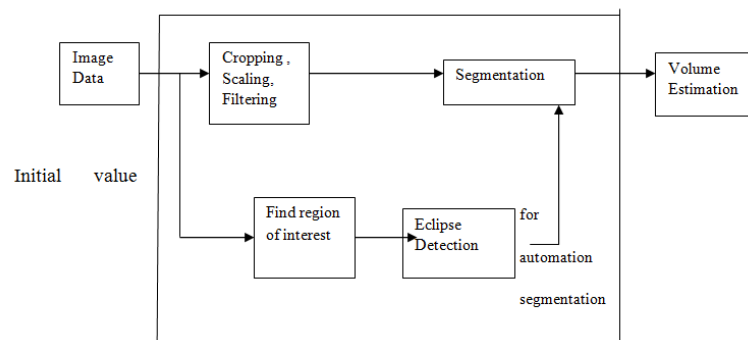 Image
Data
Cropping ,
Scaling,
Filtering
Segmentation
Volume
Estimation
Initial value
Find region
of interest
Eclipse
Detection
for
automation
segmentation